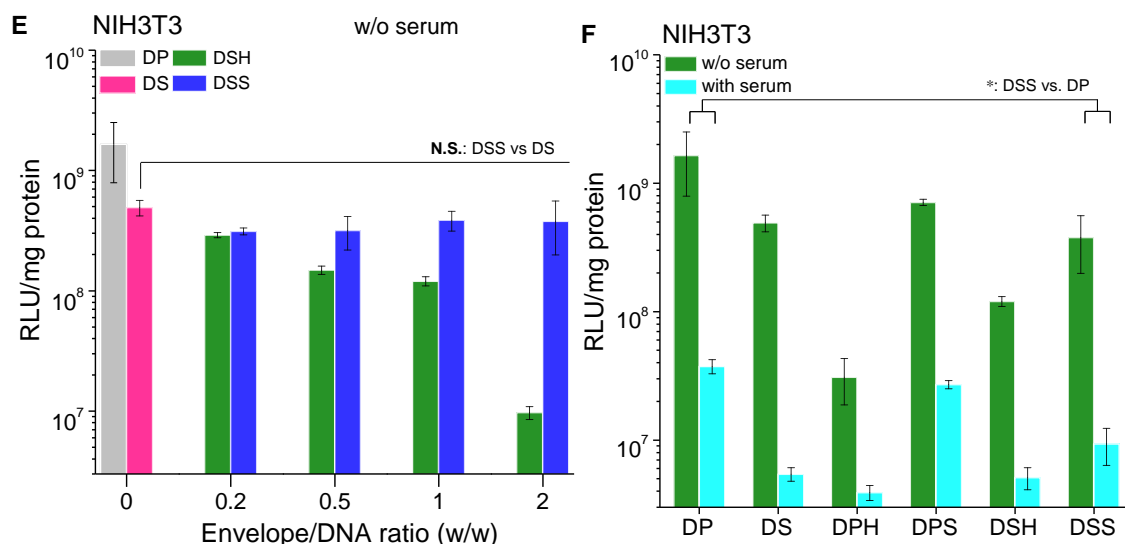 E
NIH3T3
w/o serum
DP
DSH
DS
DSS
N.S.: DSS vs DS
RLU/mg protein
10^10
10^9
10^8
10^7
0
0.2
0.5
1
2
Envelope/DNA ratio (w/w)
F
NIH3T3
w/o serum
with serum
*: DSS vs. DP
RLU/mg protein
10^10
10^9
10^8
10^7
DP
DS
DPH
DPS
DSH
DSS